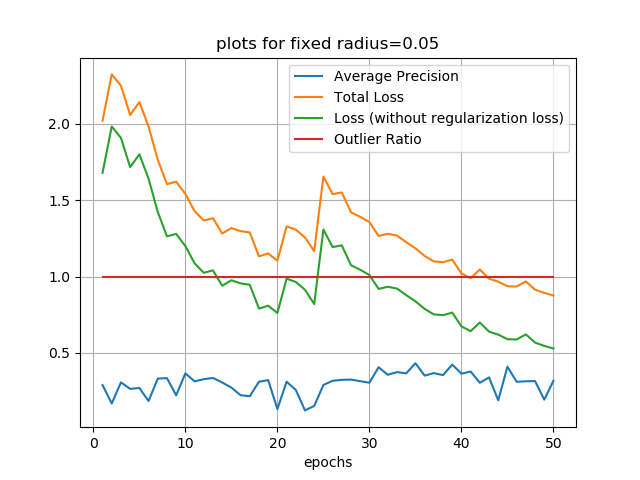 plots for fixed radius=0.05
Average Precision
Total Loss
Loss (without regularization loss)
Outlier Ratio
2.0
1.5
1.0
0.5
0 10 20 30 40 50
epochs